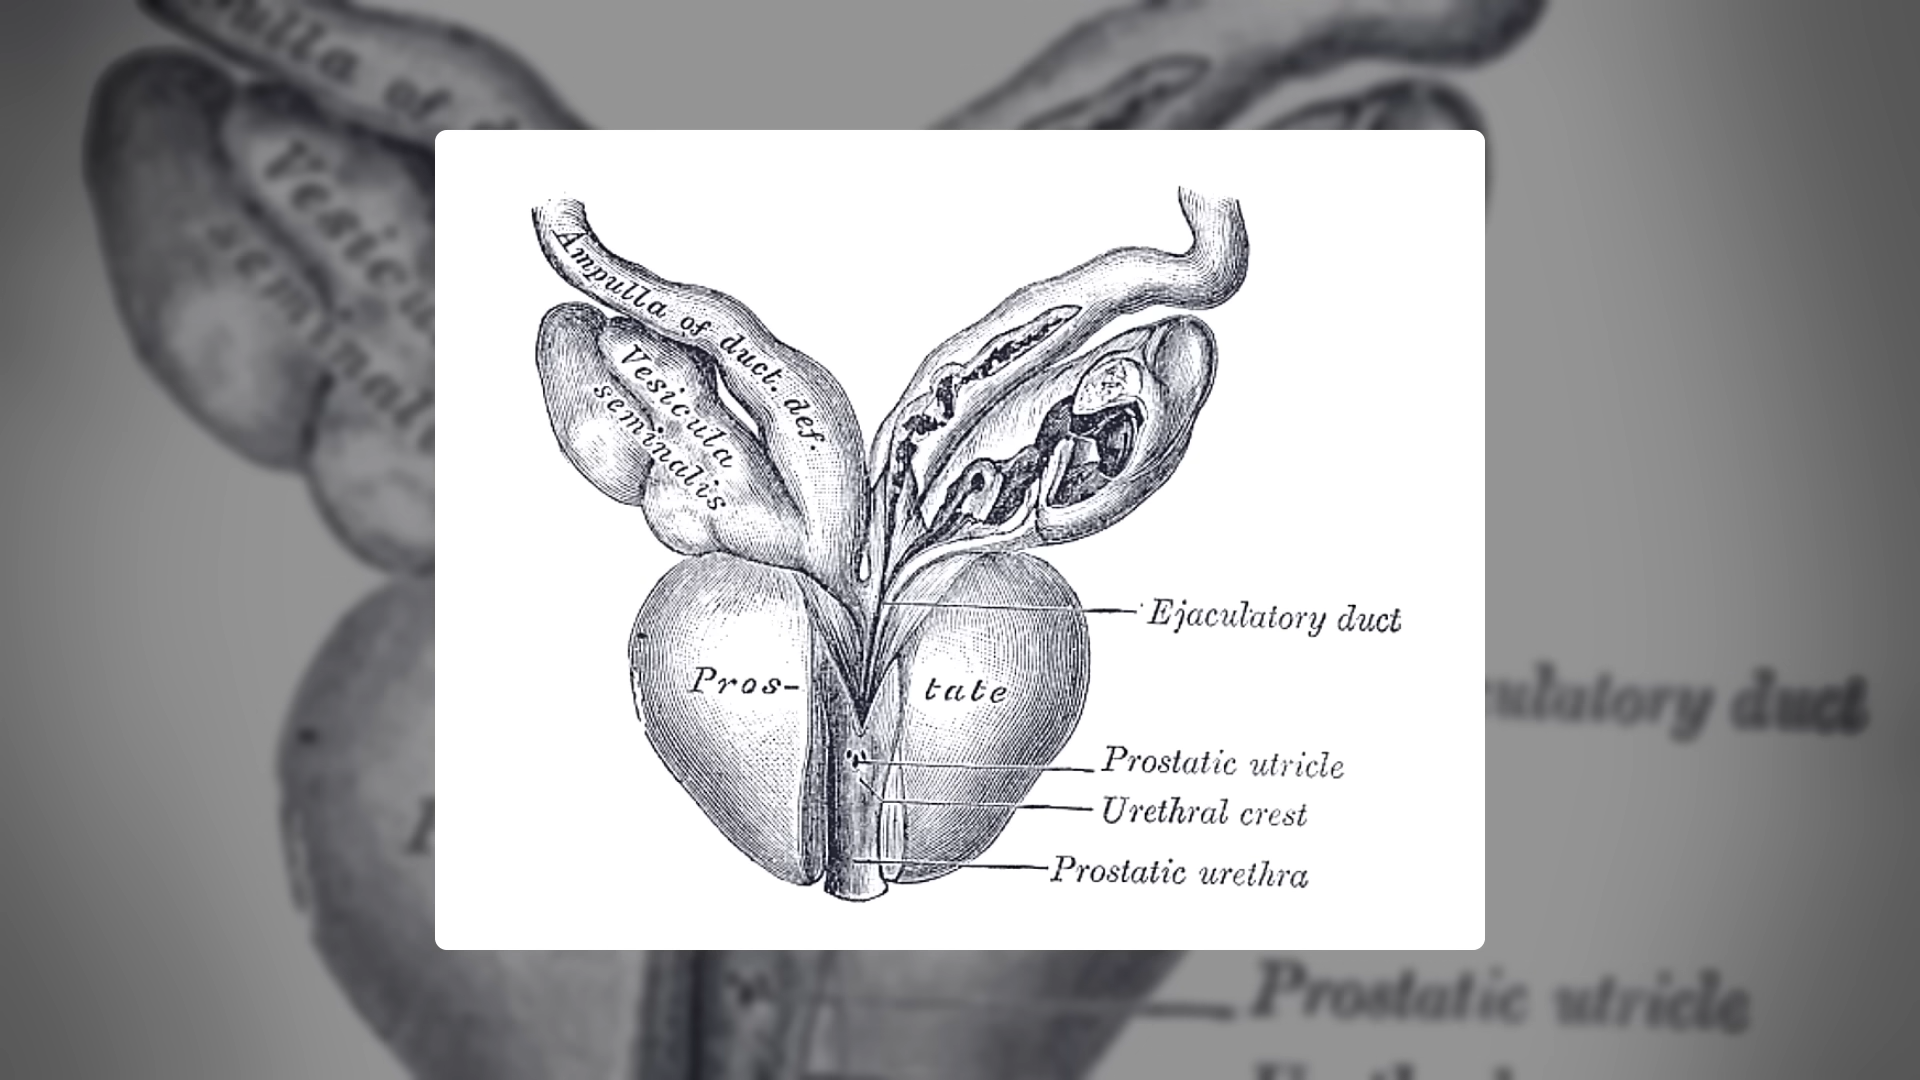 Ampulla of duct. def.
Vesicula
seminalis
Ejaculatory duct
Pros-
tate
Prostatic utricle
Urethral crest
Prostatic urethra